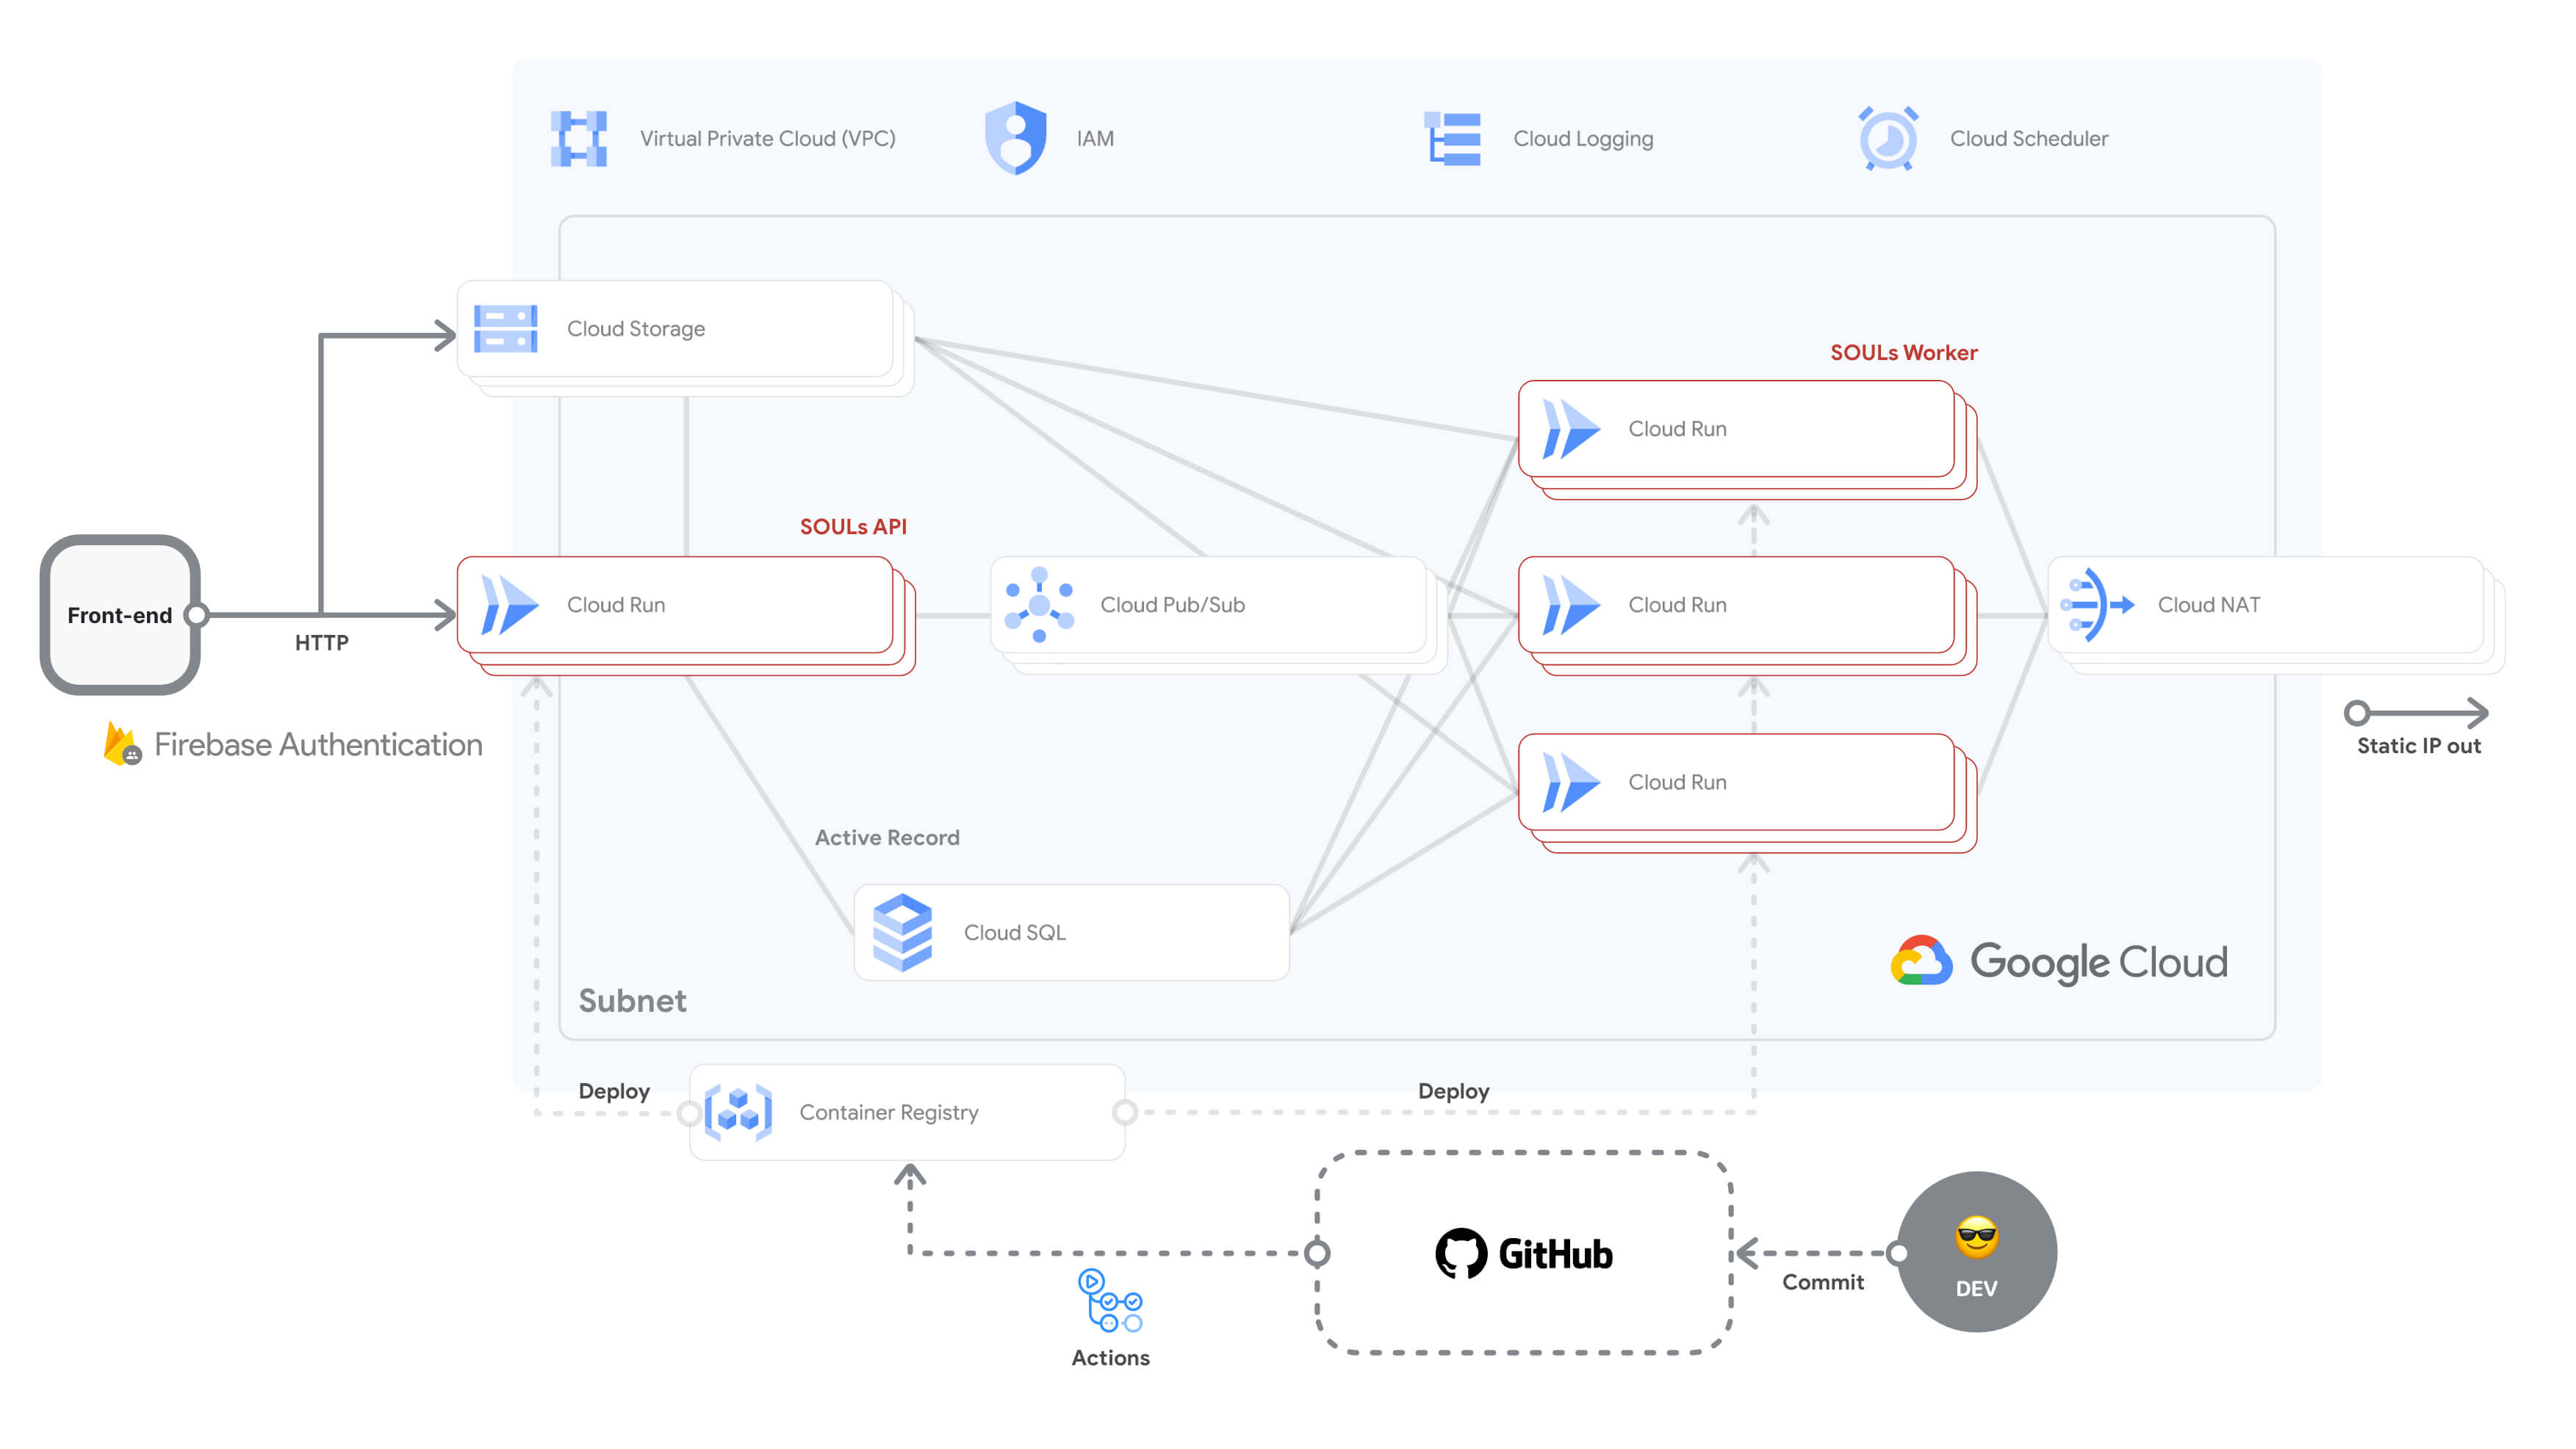 Virtual Private Cloud (VPC)
IAM
Cloud Logging
Cloud Scheduler
Cloud Storage
SOULs Worker
Cloud Run
SOULs API
Front-end
HTTP
Cloud Run
Cloud Pub/Sub
Cloud Run
Cloud NAT
Firebase Authentication
Static IP out
Cloud Run
Active Record
Cloud SQL
Google Cloud
Subnet
Deploy
Container Registry
Deploy
GitHub
Commit
DEV
Actions